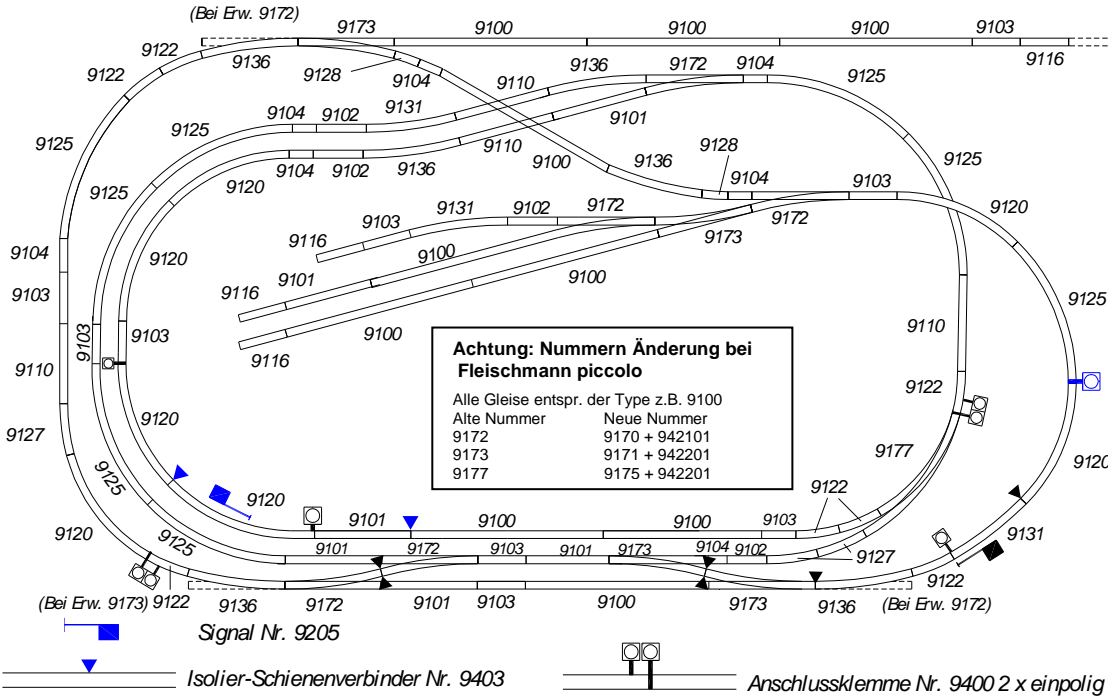 (Bei Erw. 9172)
9173 9100 9100 9100 9103
9122 9136 9128 9104 9136 9172 9104 9116
9122 9110 9125
9125 9104 9102 9131 9101
9125 9125 9120 9104 9102 9136 9110 9100 9136 9128 9104 9103 9125
9120 9131 9102 9172 9172 9120
9104 9103 9116 9103 9173
9120 9101 9100 9100 9125
9116
9103 9103 9100 9110
9116
9110 9122
9127 9120 9177 9120
9125 9120 9122 9131
9120 9125 9101 9100 9100 9103 9127
9101 9172 9103 9101 9173 9104 9102
9122 9136 9172 9101 9103 9100 9173 9136 9122
Achtung: Nummern Änderung bei
Fleischmann piccolo
Alle Gleise entspr. der Type z.B. 9100
Alte Nummer Neue Nummer
9172 9170 + 942101
9173 9171 + 942201
9177 9175 + 942201
(Bei Erw. 9173)
(Bei Erw. 9172)
Signal Nr. 9205
Isolier-Schienenverbinder Nr. 9403
Anschlussklemme Nr. 9400 2 x einpolig